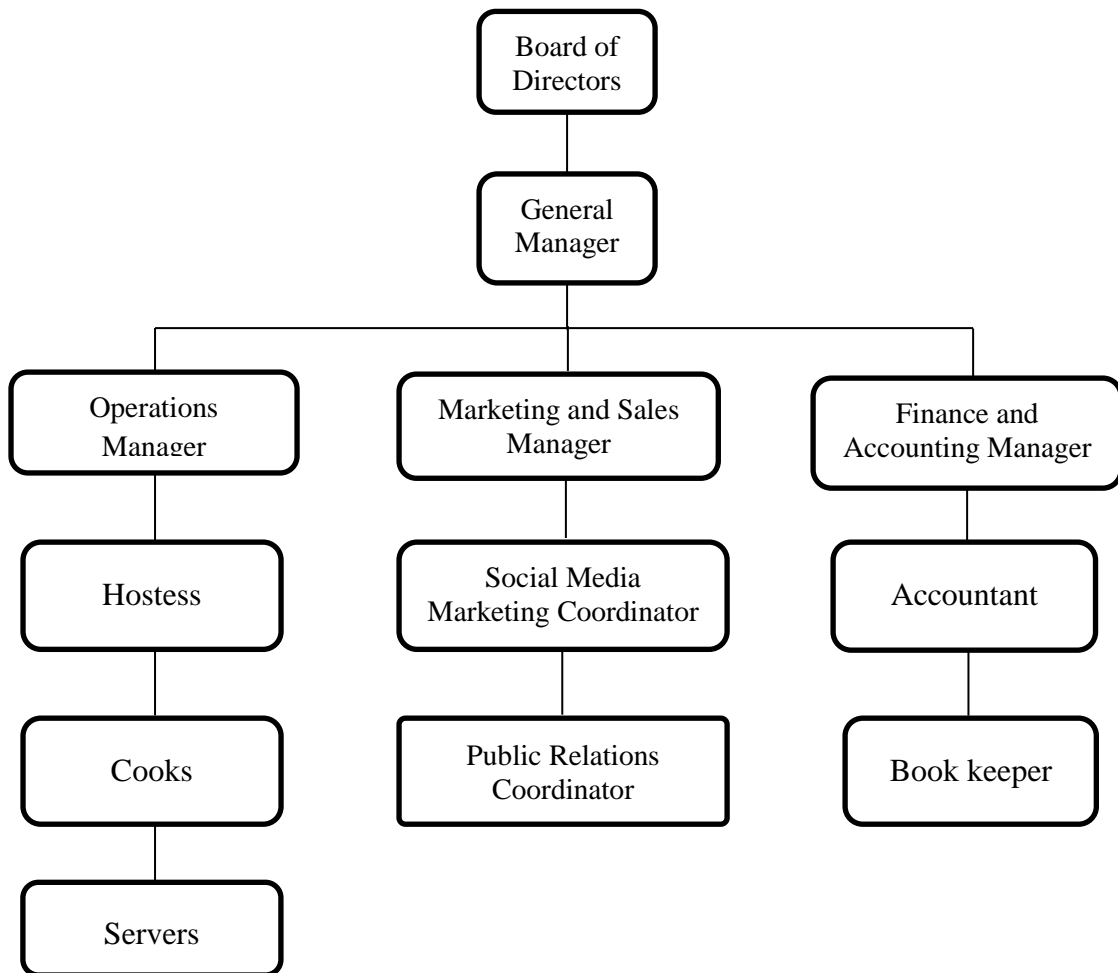 Board of
Directors
General
Manager
Operations
Manager
Marketing and Sales
Manager
Finance and
Accounting Manager
Hostess
Social Media
Marketing Coordinator
Accountant
Cooks
Public Relations
Coordinator
Book keeper
Servers